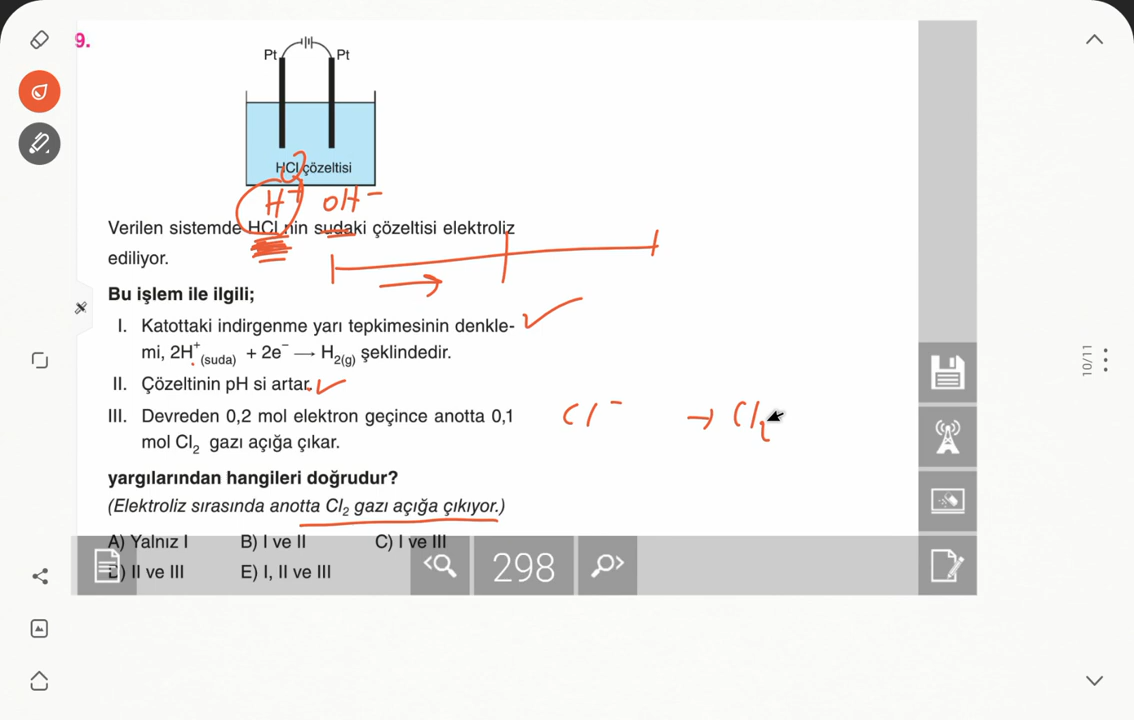 9.
Pt Pt
HCl çözeltisi
H+ OH−
Verilen sistemde HCl nin sudaki çözeltisi elektroliz
ediliyor.
Bu işlem ile ilgili;
I. Katottaki indirgenme yarı tepkimesinin denkle-
mi, 2H+(suda) + 2e− → H2(g) şeklindedir.
II. Çözeltinin pH si artar.
III. Devreden 0,2 mol elektron geçince anotta 0,1
mol Cl2 gazı açığa çıkar.
Cl− → Cl2
yargılarından hangileri doğrudur?
(Elektroliz sırasında anotta Cl2 gazı açığa çıkıyor.)
A) Yalnız I B) I ve II C) I ve III
D) II ve III E) I, II ve III
298
10/11